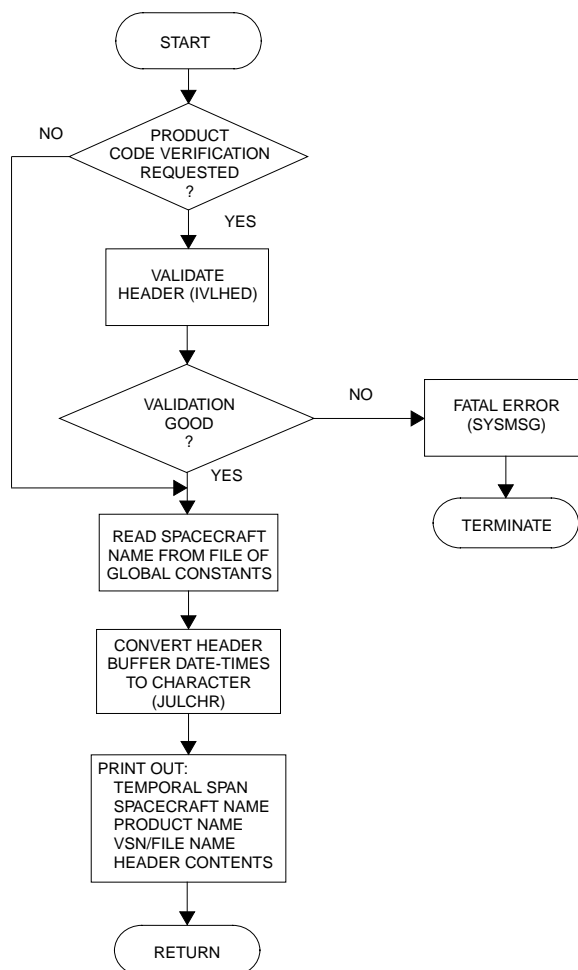 START
PRODUCT
CODE VERIFICATION
REQUESTED
?
NO
YES
VALIDATE
HEADER (IVLHED)
VALIDATION
GOOD
?
NO
YES
FATAL ERROR
(SYSMSG)
TERMINATE
READ SPACECRAFT
NAME FROM FILE OF
GLOBAL CONSTANTS
CONVERT HEADER
BUFFER DATE-TIMES
TO CHARACTER
(JULCHR)
PRINT OUT:
TEMPORAL SPAN
SPACECRAFT NAME
PRODUCT NAME
VSN/FILE NAME
HEADER CONTENTS
RETURN